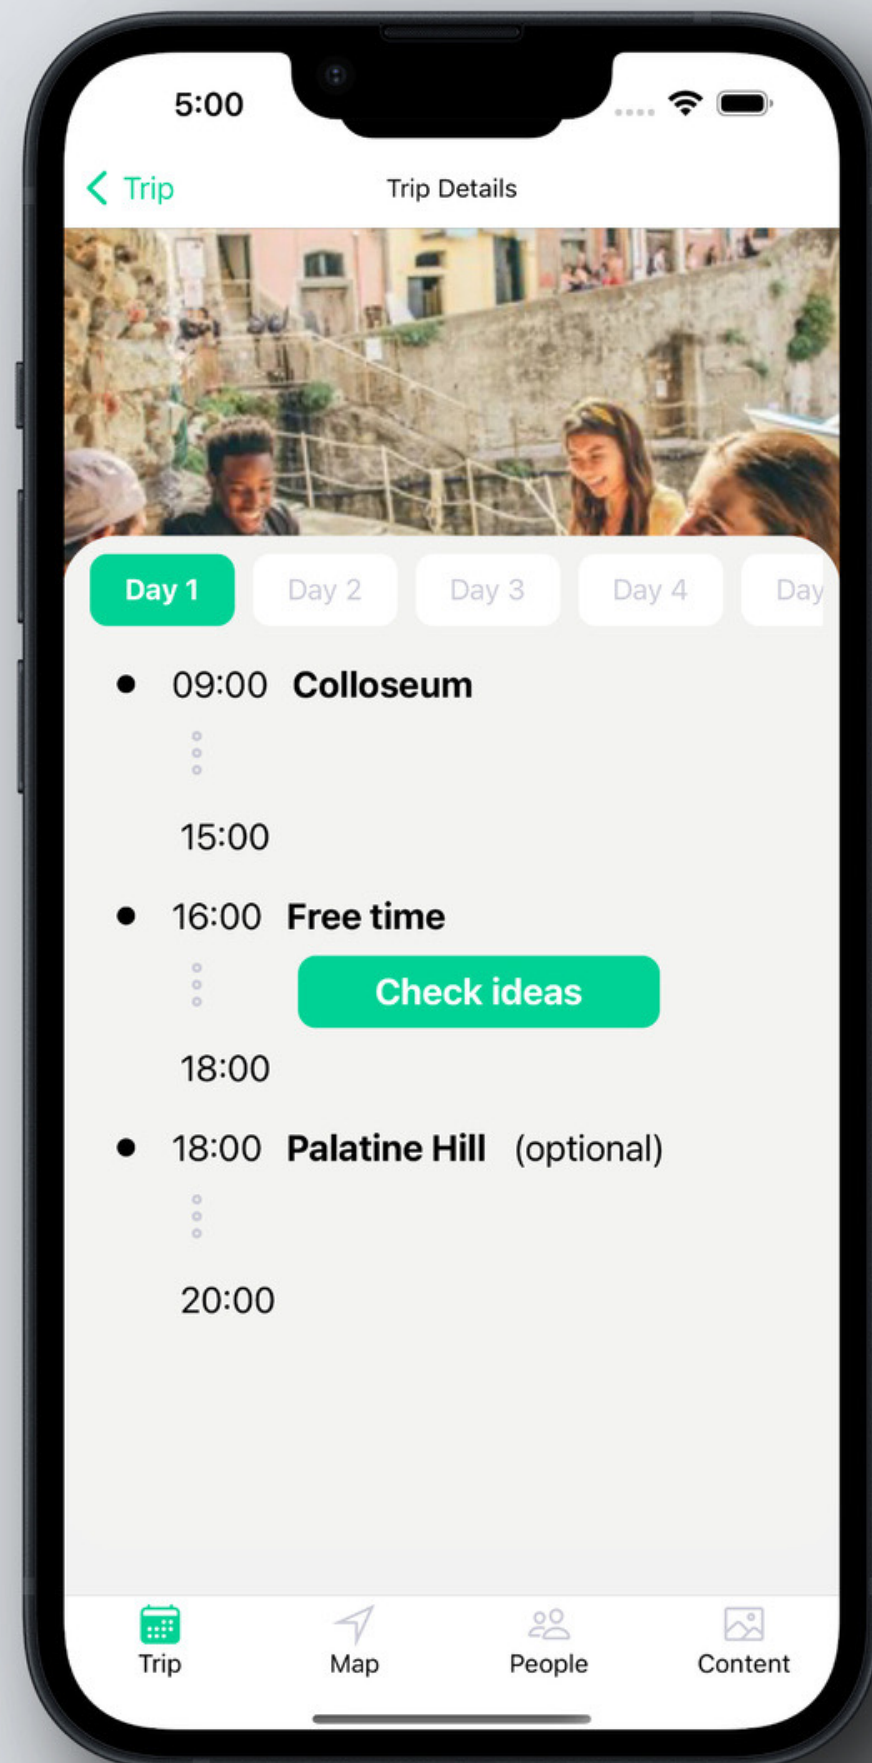 5:00
Trip
Trip Details
Day 1 Day 2 Day 3 Day 4 Day
09:00 Colloseum
15:00
16:00 Free time
Check ideas
18:00
18:00 Palatine Hill (optional)
20:00
Trip Map People Content